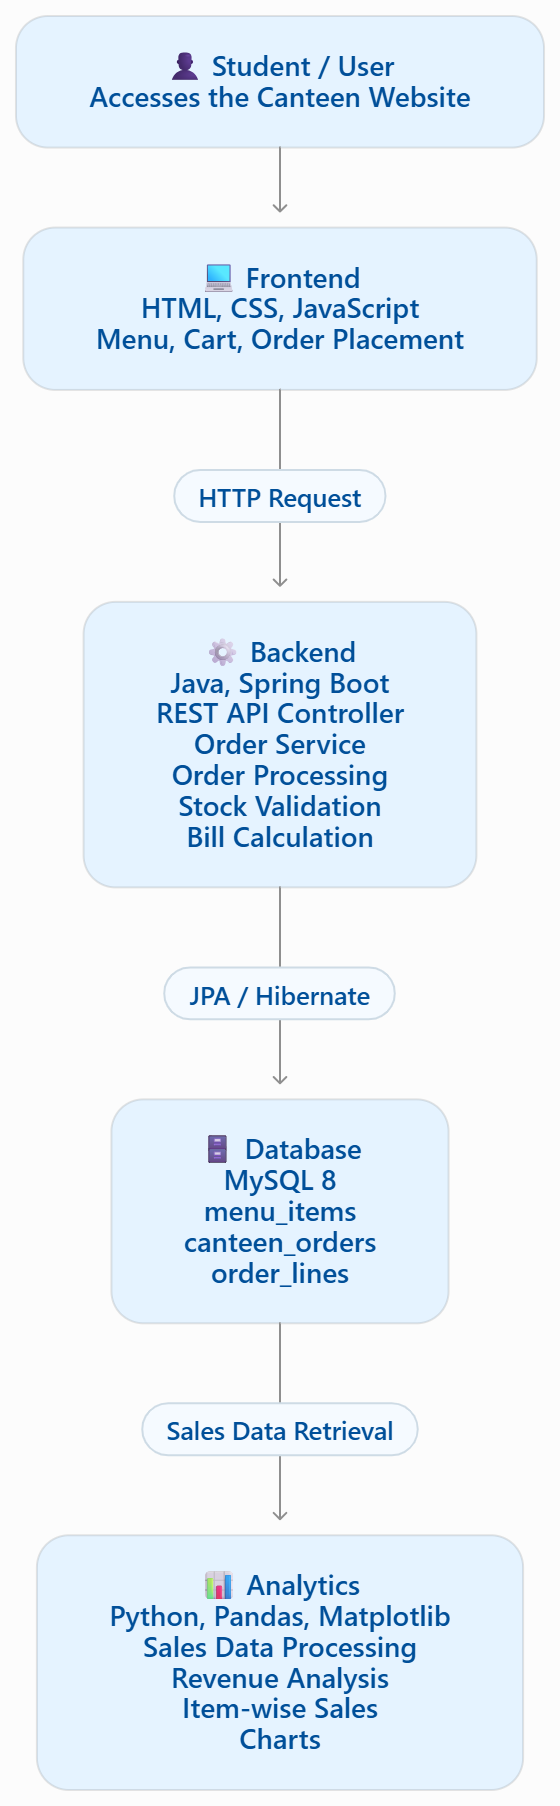 Student / User
Accesses the Canteen Website
Frontend
HTML, CSS, JavaScript
Menu, Cart, Order Placement
HTTP Request
Backend
Java, Spring Boot
REST API Controller
Order Service
Order Processing
Stock Validation
Bill Calculation
JPA / Hibernate
Database
MySQL 8
menu_items
canteen_orders
order_lines
Sales Data Retrieval
Analytics
Python, Pandas, Matplotlib
Sales Data Processing
Revenue Analysis
Item-wise Sales
Charts